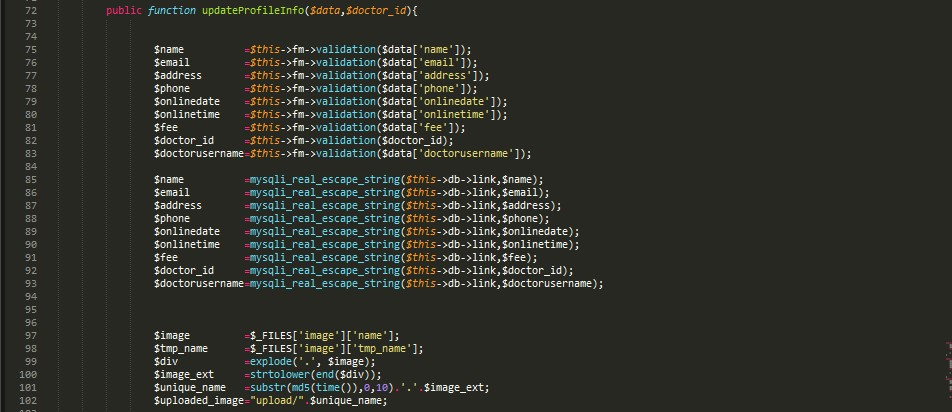 72 public function updateProfileInfo($data,$doctor_id){
73
74
75 $name =$this->fm->validation($data['name']);
76 $email =$this->fm->validation($data['email']);
77 $address =$this->fm->validation($data['address']);
78 $phone =$this->fm->validation($data['phone']);
79 $onlinedate =$this->fm->validation($data['onlinedate']);
80 $onlinetime =$this->fm->validation($data['onlinetime']);
81 $fee =$this->fm->validation($data['fee']);
82 $doctor_id =$this->fm->validation($doctor_id);
83 $doctorusername=$this->fm->validation($data['doctorusername']);
84
85 $name =mysqli_real_escape_string($this->db->link,$name);
86 $email =mysqli_real_escape_string($this->db->link,$email);
87 $address =mysqli_real_escape_string($this->db->link,$address);
88 $phone =mysqli_real_escape_string($this->db->link,$phone);
89 $onlinedate =mysqli_real_escape_string($this->db->link,$onlinedate);
90 $onlinetime =mysqli_real_escape_string($this->db->link,$onlinetime);
91 $fee =mysqli_real_escape_string($this->db->link,$fee);
92 $doctor_id =mysqli_real_escape_string($this->db->link,$doctor_id);
93 $doctorusername=mysqli_real_escape_string($this->db->link,$doctorusername);
94
95
96
97 $image =$_FILES['image']['name'];
98 $tmp_name =$_FILES['image']['tmp_name'];
99 $div =explode('.', $image);
100 $image_ext =strtolower(end($div));
101 $unique_name =substr(md5(time()),0,10).'.'.$image_ext;
102 $uploaded_image="upload/".$unique_name;